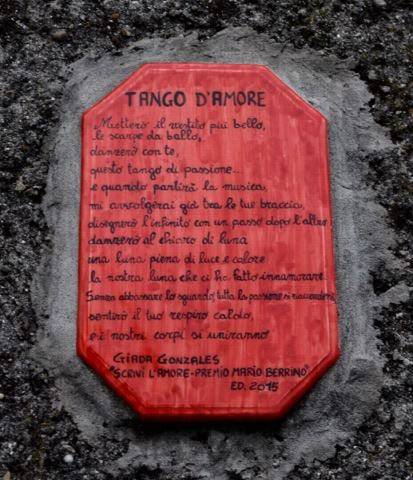 TANGO D'AMORE
Metterò il vestito più bello,
le scarpe da ballo,
danzerò con te,
questo tango di passione..
e quando partirà la musica,
mi avvolgerai già tra le tue braccia,
disegnerò l'infinito con un passo dopo l'altro
danzerò al chiaro di luna
una luna piena di luce e calore
la nostra luna che ci ha fatto innamorare.
Senza abbassare lo sguardo, tutta la passione si riaccenderà
sentirò il tuo respiro caldo,
e i nostri corpi si uniranno
GIADA GONZALES
"SCRIVI L'AMORE-PREMIO MARIO BERRINO"
ED. 2015